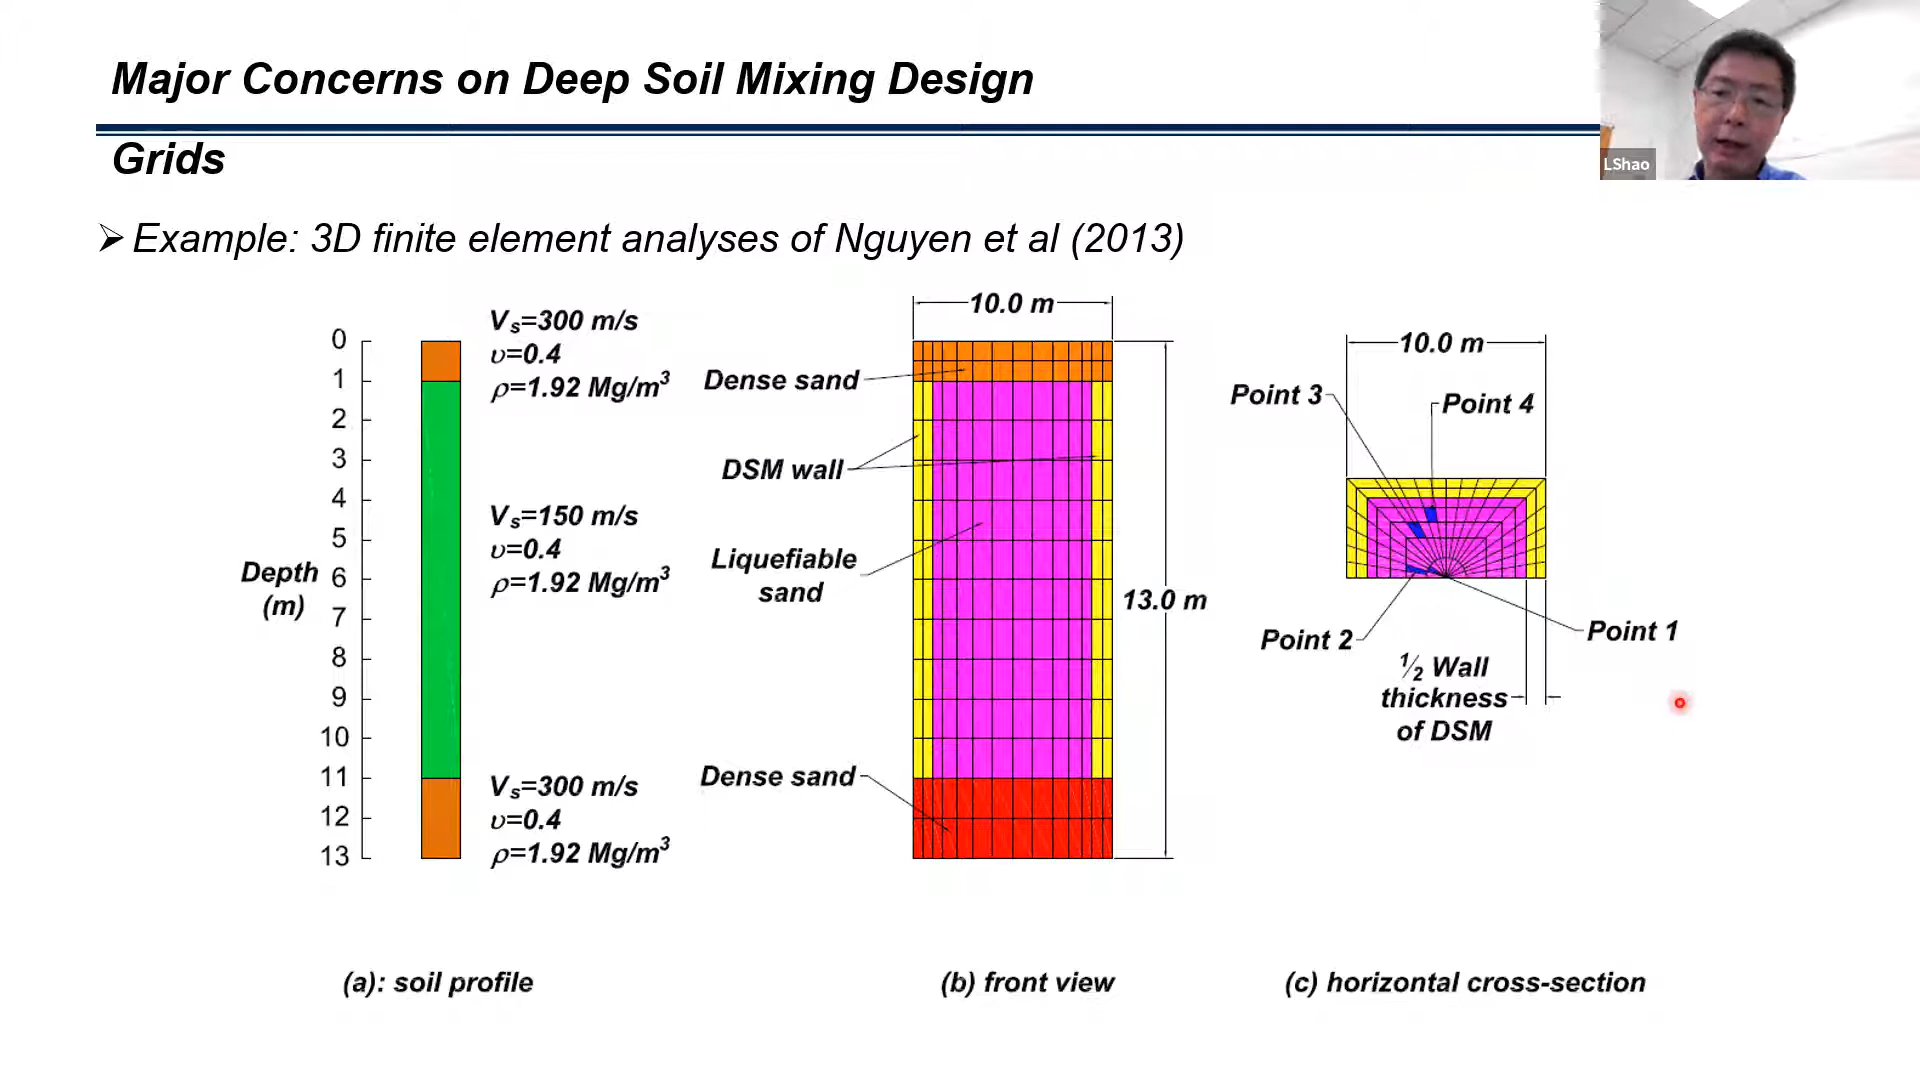 Major Concerns on Deep Soil Mixing Design
Grids
LShao
➢ Example: 3D finite element analyses of Nguyen et al (2013)
0
1
2
3
4
5
6
7
8
9
10
11
12
13
Depth
(m)
Vs=300 m/s
υ=0.4
ρ=1.92 Mg/m³
Vs=150 m/s
υ=0.4
ρ=1.92 Mg/m³
Vs=300 m/s
υ=0.4
ρ=1.92 Mg/m³
(a): soil profile
10.0 m
Dense sand
DSM wall
Liquefiable
sand
13.0 m
Dense sand
(b) front view
10.0 m
Point 3
Point 4
Point 2
Point 1
½ Wall
thickness
of DSM
(c) horizontal cross-section